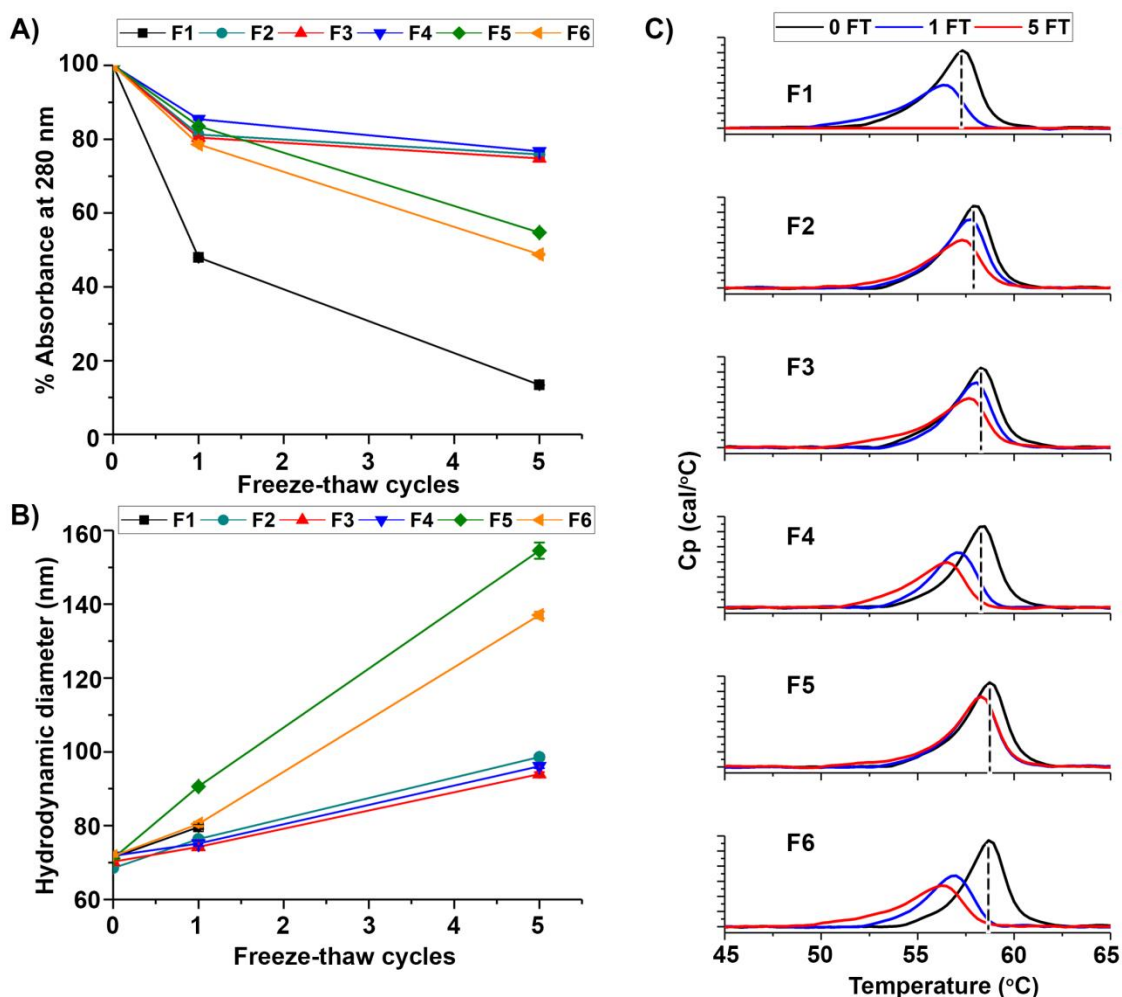 A)
F1 F2 F3 F4 F5 F6
% Absorbance at 280 nm
100
80
60
40
20
0
0 1 2 3 4 5
Freeze-thaw cycles
B)
F1 F2 F3 F4 F5 F6
Hydrodynamic diameter (nm)
160
140
120
100
80
60
0 1 2 3 4 5
Freeze-thaw cycles
C)
0 FT 1 FT 5 FT
F1
F2
F3
F4
F5
F6
Cp (cal/°C)
45 50 55 60 65
Temperature (°C)